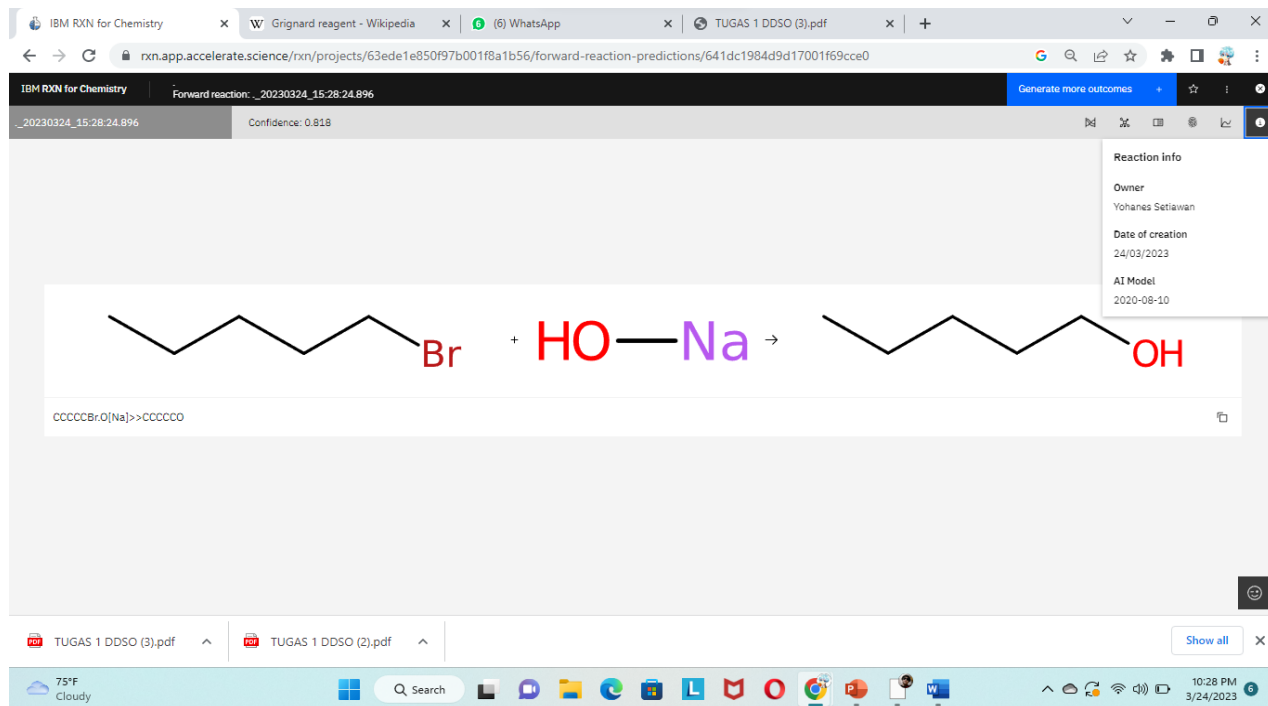 IBM RXN for Chemistry
Grignard reagent - Wikipedia
(6) WhatsApp
TUGAS 1 DDSO (3).pdf
rxn.app.accelerate.science/rxn/projects/63ede1e850f97b001f8a1b56/forward-reaction-predictions/641dc1984d9d17001f69cce0
IBM RXN for Chemistry
Forward reaction: ._20230324_15:28:24.896
Generate more outcomes +
._20230324_15:28:24.896
Confidence: 0.818
Reaction info
Owner
Yohanes Setiawan
Date of creation
24/03/2023
AI Model
2020-08-10
Br + HO Na → OH
CCCCCBr.O[Na]>>CCCCCO
TUGAS 1 DDSO (3).pdf
TUGAS 1 DDSO (2).pdf
Show all
75°F
Cloudy
Search
10:28 PM
3/24/2023
6